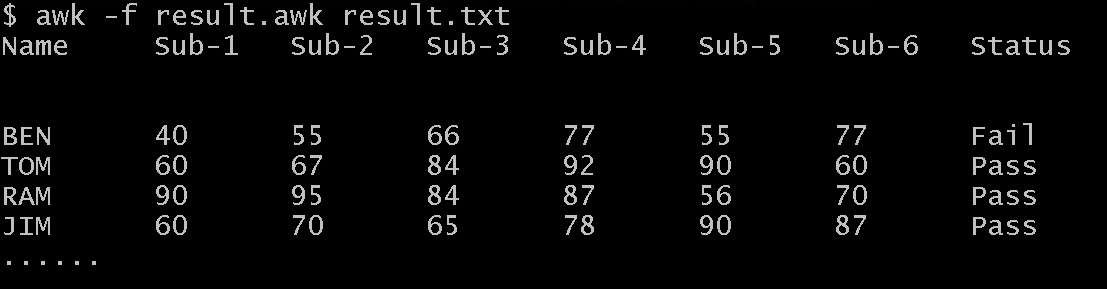 $ awk -f result.awk result.txt
Name Sub-1 Sub-2 Sub-3 Sub-4 Sub-5 Sub-6 Status
BEN 40 55 66 77 55 77 Fail
TOM 60 67 84 92 90 60 Pass
RAM 90 95 84 87 56 70 Pass
JIM 60 70 65 78 90 87 Pass
......